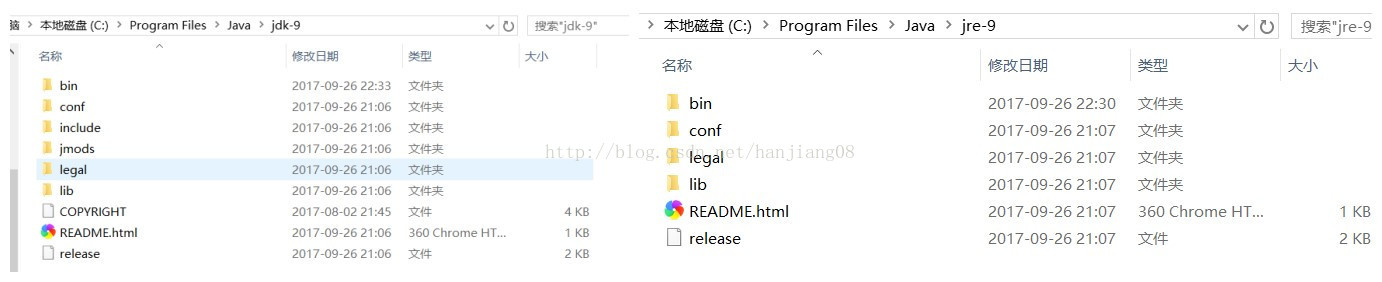 脑 本地磁盘 (C:) Program Files Java jdk-9 搜索"jdk-9"
名称 修改日期 类型 大小
bin 2017-09-26 22:33 文件夹
conf 2017-09-26 21:06 文件夹
include 2017-09-26 21:06 文件夹
jmods 2017-09-26 21:06 文件夹
legal 2017-09-26 21:06 文件夹
lib 2017-09-26 21:06 文件夹
COPYRIGHT 2017-08-02 21:45 文件 4 KB
README.html 2017-09-26 21:06 360 Chrome HT... 1 KB
release 2017-09-26 21:06 文件 2 KB
本地磁盘 (C:) Program Files Java jre-9 搜索"jre-9
名称 修改日期 类型 大小
bin 2017-09-26 22:30 文件夹
conf 2017-09-26 21:07 文件夹
legal 2017-09-26 21:07 文件夹
lib 2017-09-26 21:07 文件夹
README.html 2017-09-26 21:07 360 Chrome HT... 1 KB
release 2017-09-26 21:07 文件 2 KB
http://blog.csdn.net/hanjiang08